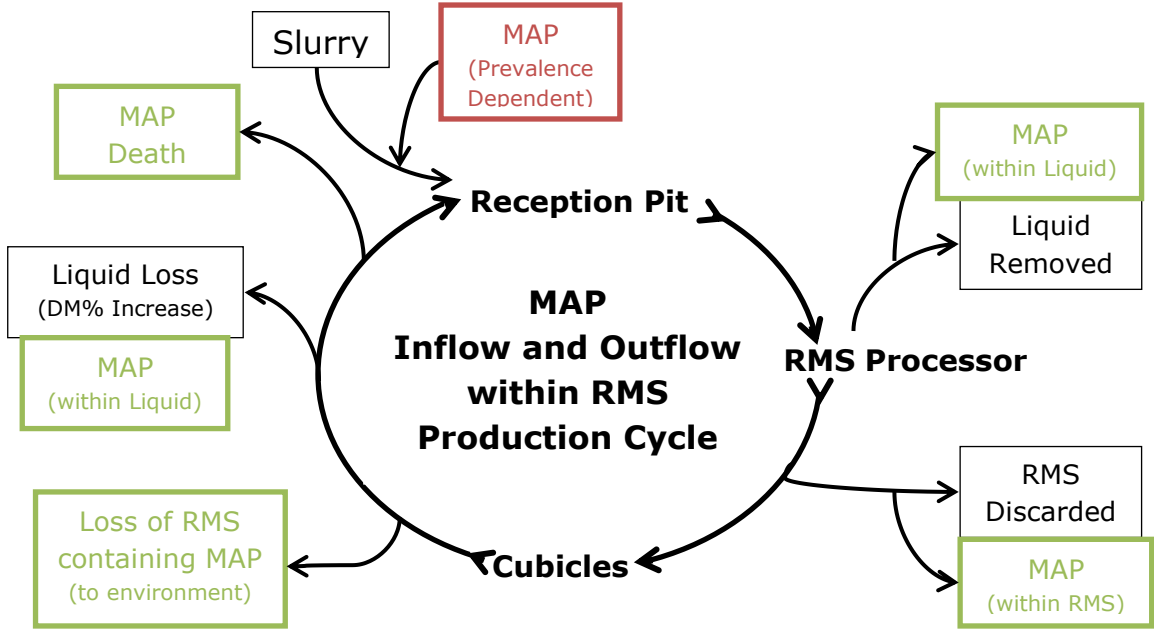 Slurry
MAP
(Prevalence
Dependent)
MAP
Death
MAP
(within Liquid)
Liquid
Removed
Reception Pit
Liquid Loss
(DM% Increase)
MAP
(within Liquid)
MAP
Inflow and Outflow
within RMS
Production Cycle
RMS Processor
RMS
Discarded
MAP
(within RMS)
Loss of RMS
containing MAP
(to environment)
Cubicles